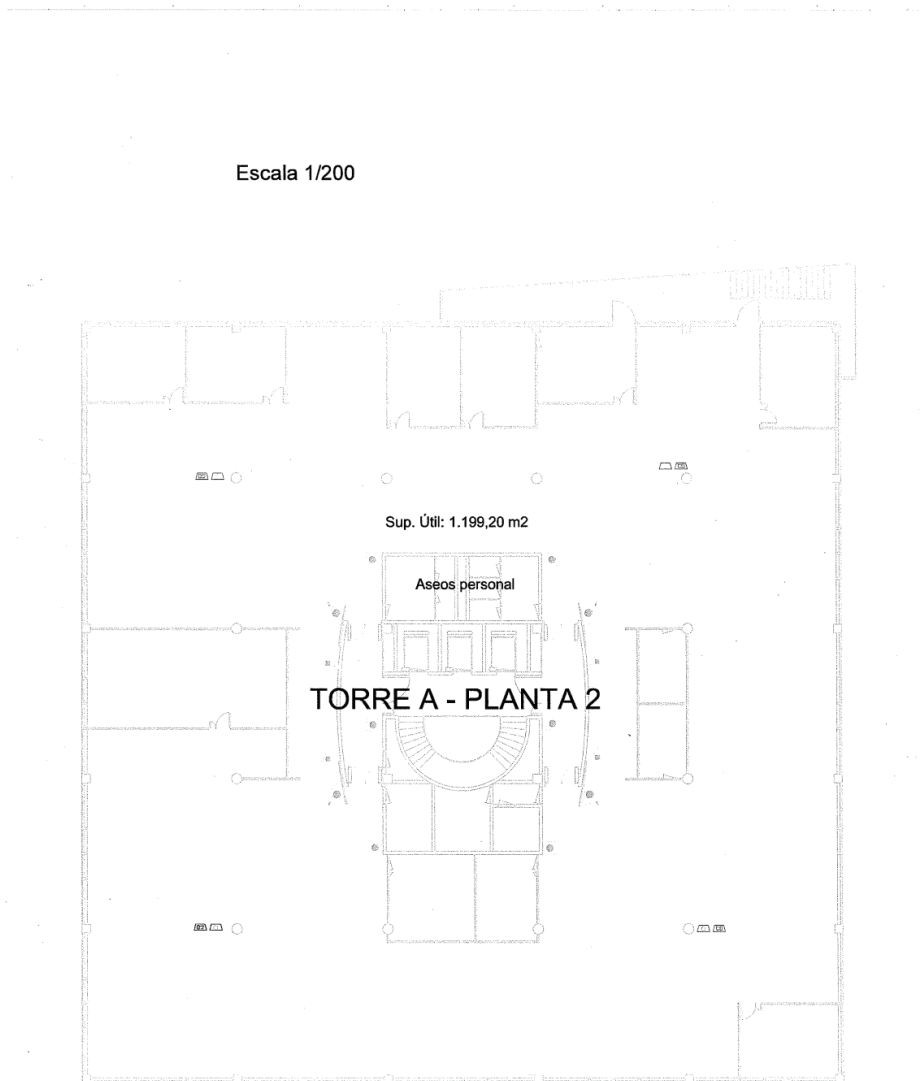 Escala 1/200
Sup. Útil: 1.199,20 m2
Aseos personal
TORRE A - PLANTA 2